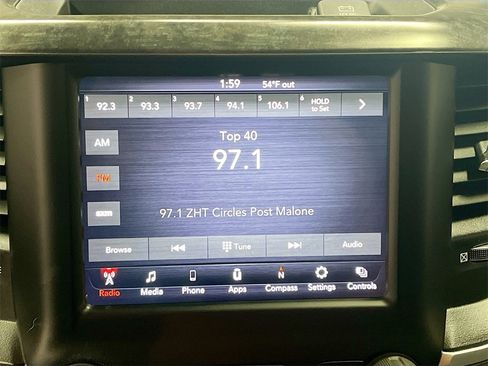 1:59 54°F out
1 92.3 2 93.3 3 93.7 4 94.1 5 106.1 6 HOLD to Set
AM
Top 40
97.1
FM
sxm
97.1 ZHT Circles Post Malone
Browse Tune Audio
Radio Media Phone Apps Compass Settings Controls